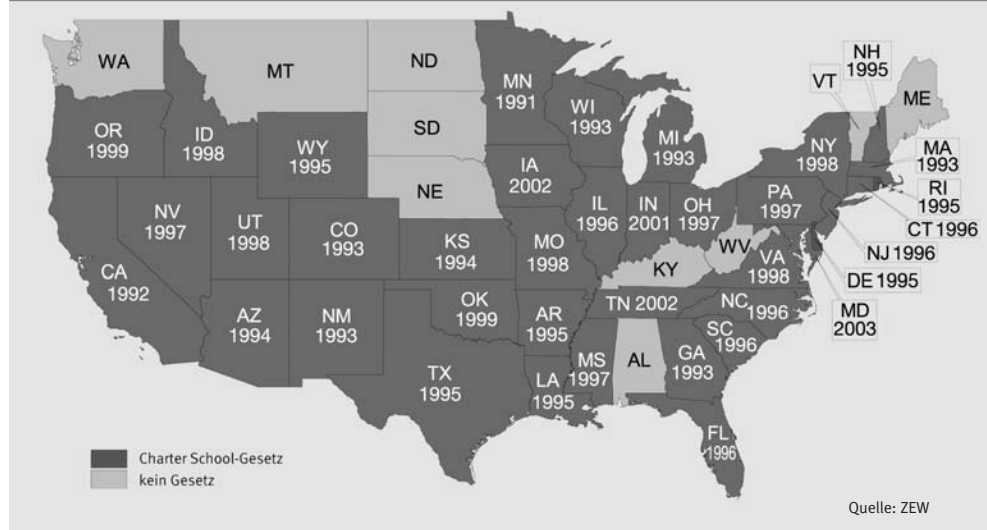 WA
MT
ND
MN
1991
NH
1995
VT
ME
OR
1999
ID
1998
WY
1995
SD
WI
1993
MI
1993
NY
1998
MA
1993
NE
IA
2002
RI
1995
NV
1997
UT
1998
CO
1993
KS
1994
MO
1998
IL
1996
IN
2001
OH
1997
PA
1997
CT 1996
CA
1992
KY
WV
VA
1998
NJ 1996
DE 1995
MD
2003
AZ
1994
NM
1993
OK
1999
AR
1995
TN 2002
NC
1996
SC
1996
TX
1995
LA
1995
MS
1997
AL
GA
1993
FL
1996
Charter School-Gesetz
kein Gesetz
Quelle: ZEW